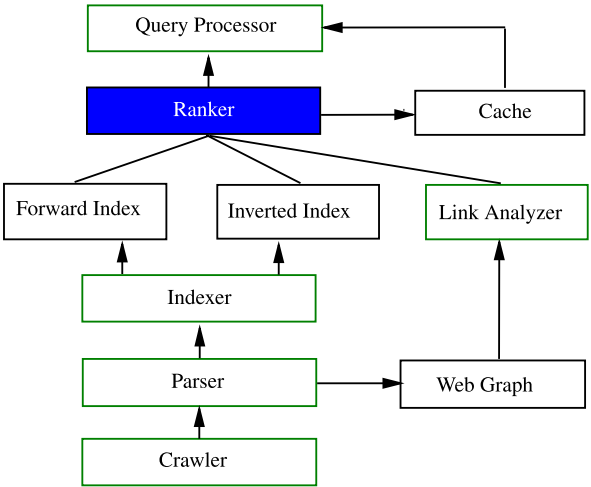 Query Processor
Ranker
Cache
Forward Index
Inverted Index
Link Analyzer
Indexer
Parser
Web Graph
Crawler